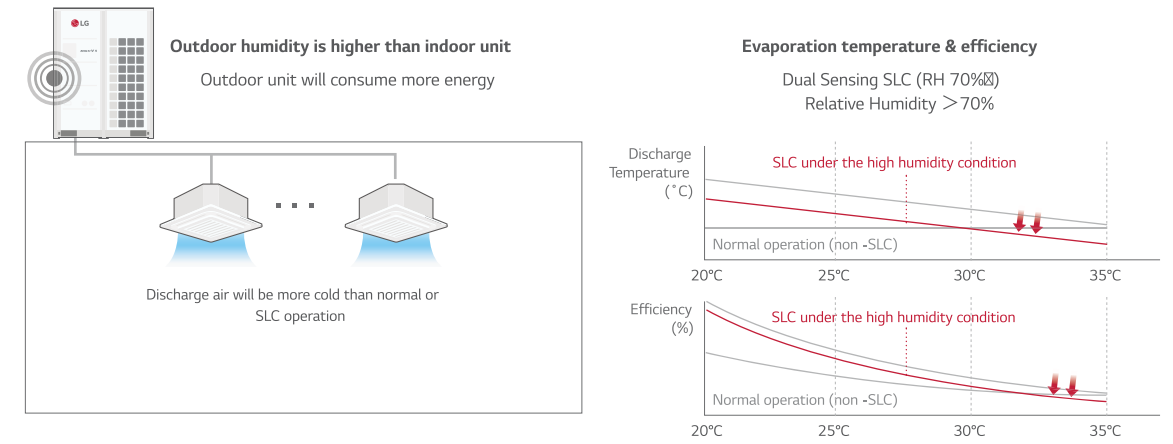 LG
Outdoor humidity is higher than indoor unit
Outdoor unit will consume more energy
Discharge air will be more cold than normal or
SLC operation
Evaporation temperature & efficiency
Dual Sensing SLC (RH 70%
Relative Humidity ＞70%
Discharge
Temperature
(˚C)
SLC under the high humidity condition
Normal operation (non -SLC)
20°C 25°C 30°C 35°C
Efficiency
(%)
SLC under the high humidity condition
Normal operation (non -SLC)
20°C 25°C 30°C 35°C